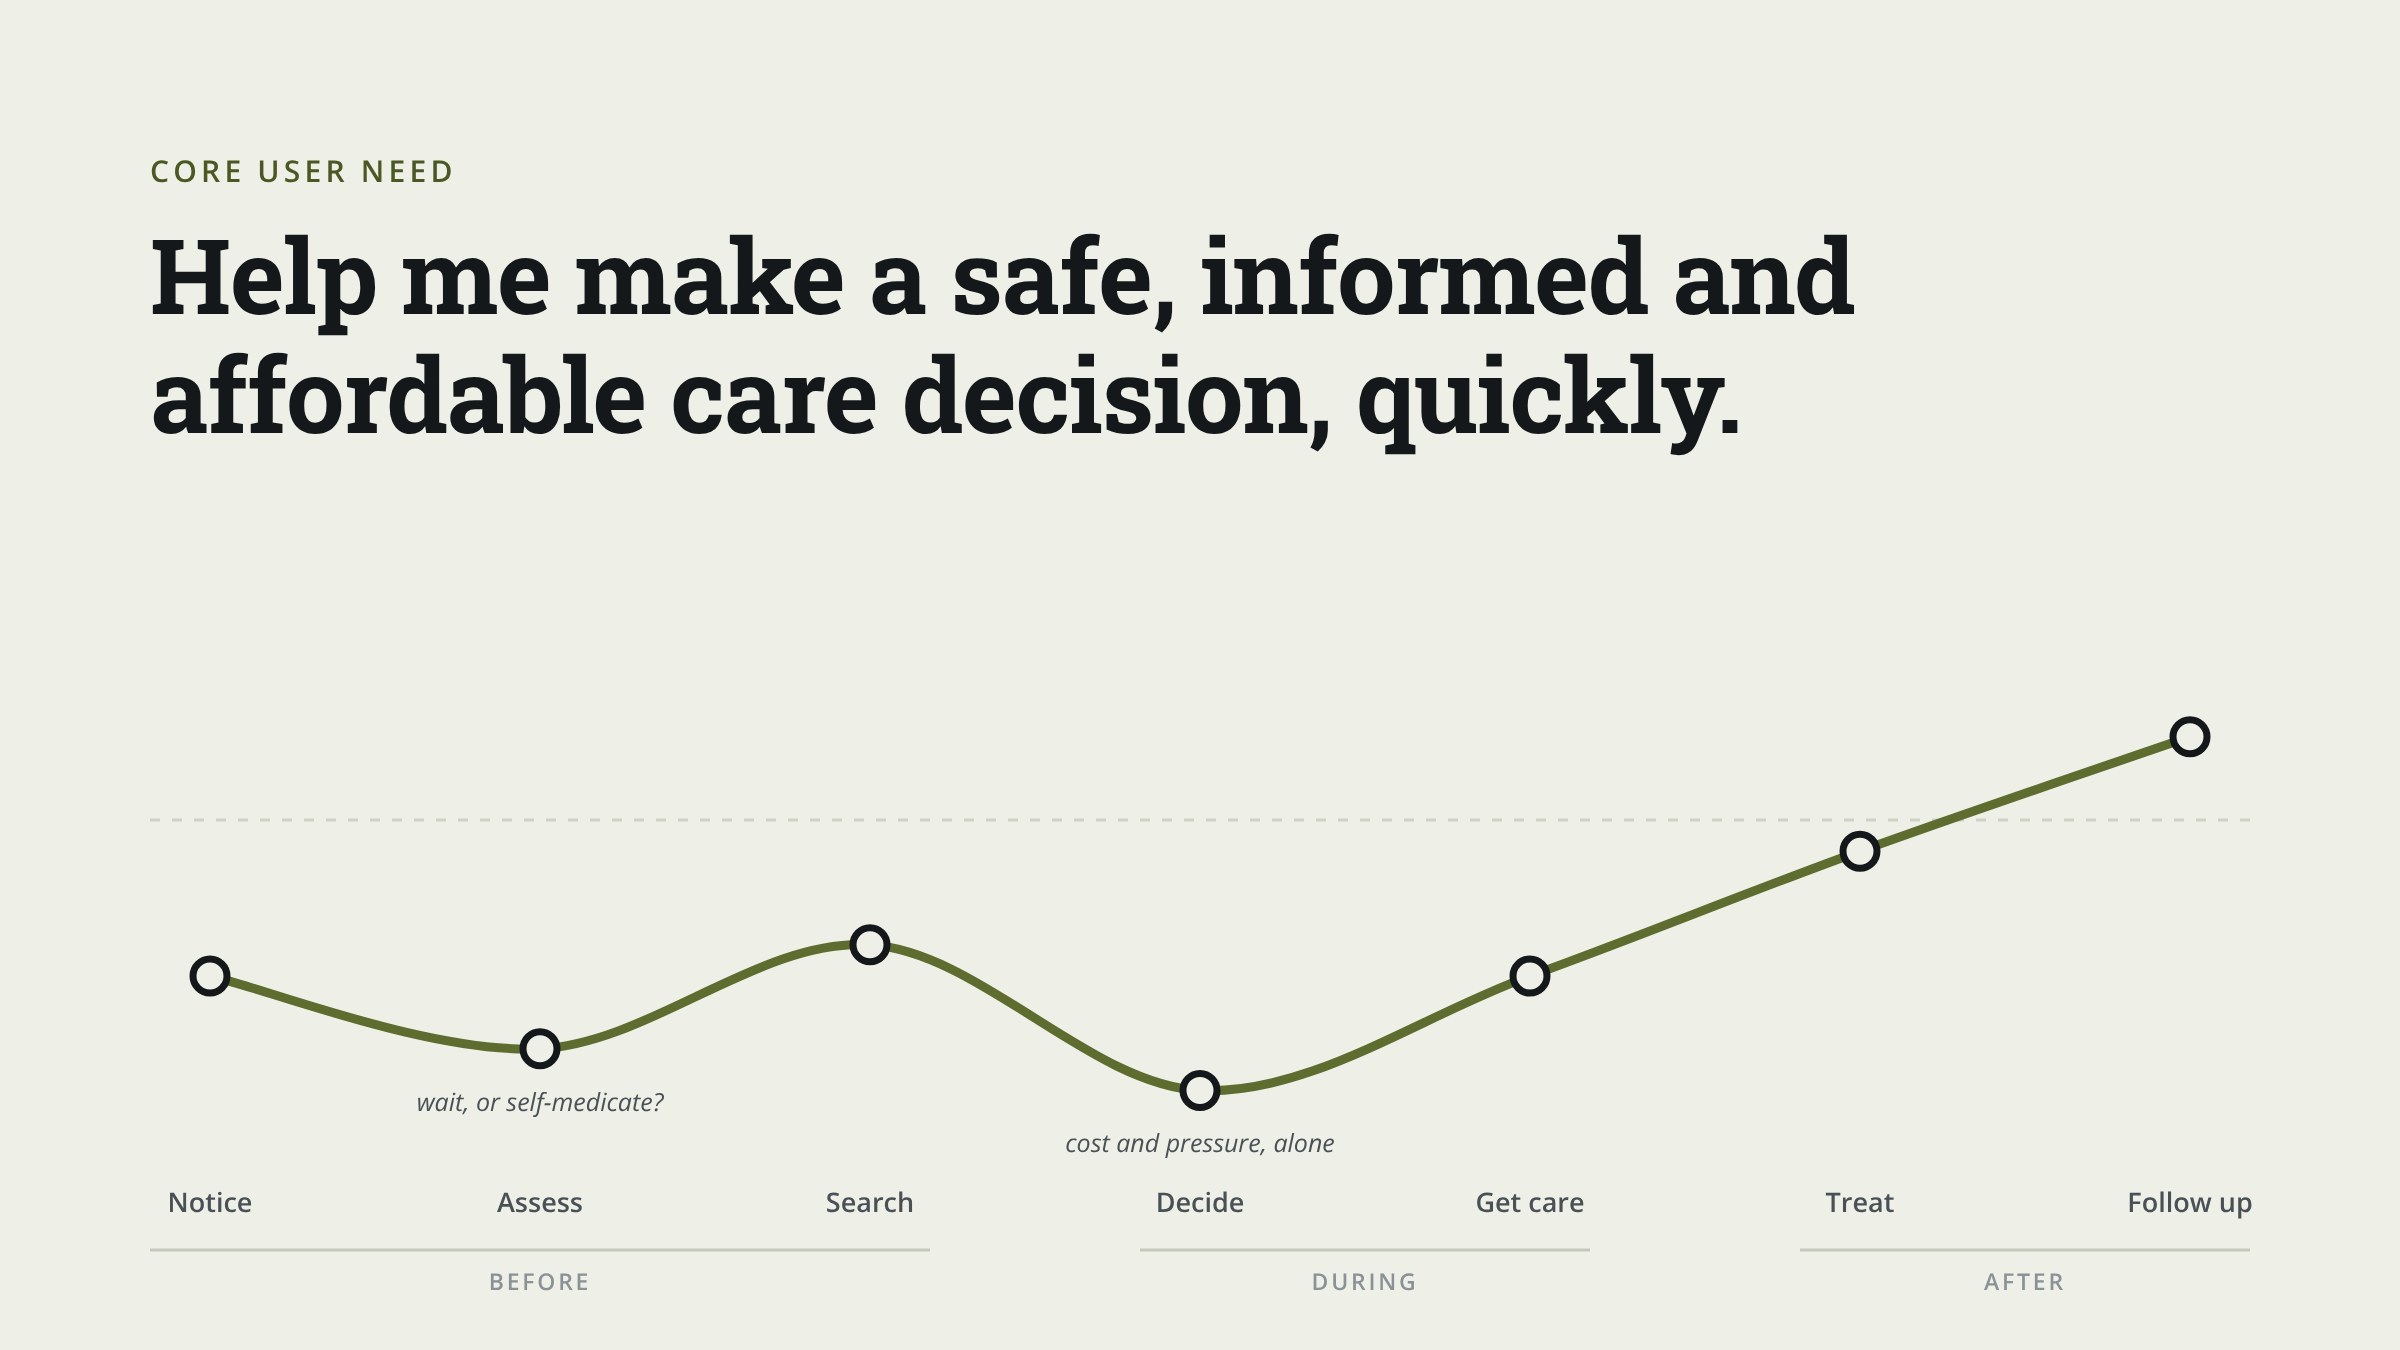 CORE USER NEED
Help me make a safe, informed and
affordable care decision, quickly.
wait, or self-medicate?
cost and pressure, alone
Notice
Assess
Search
Decide
Get care
Treat
Follow up
BEFORE
DURING
AFTER